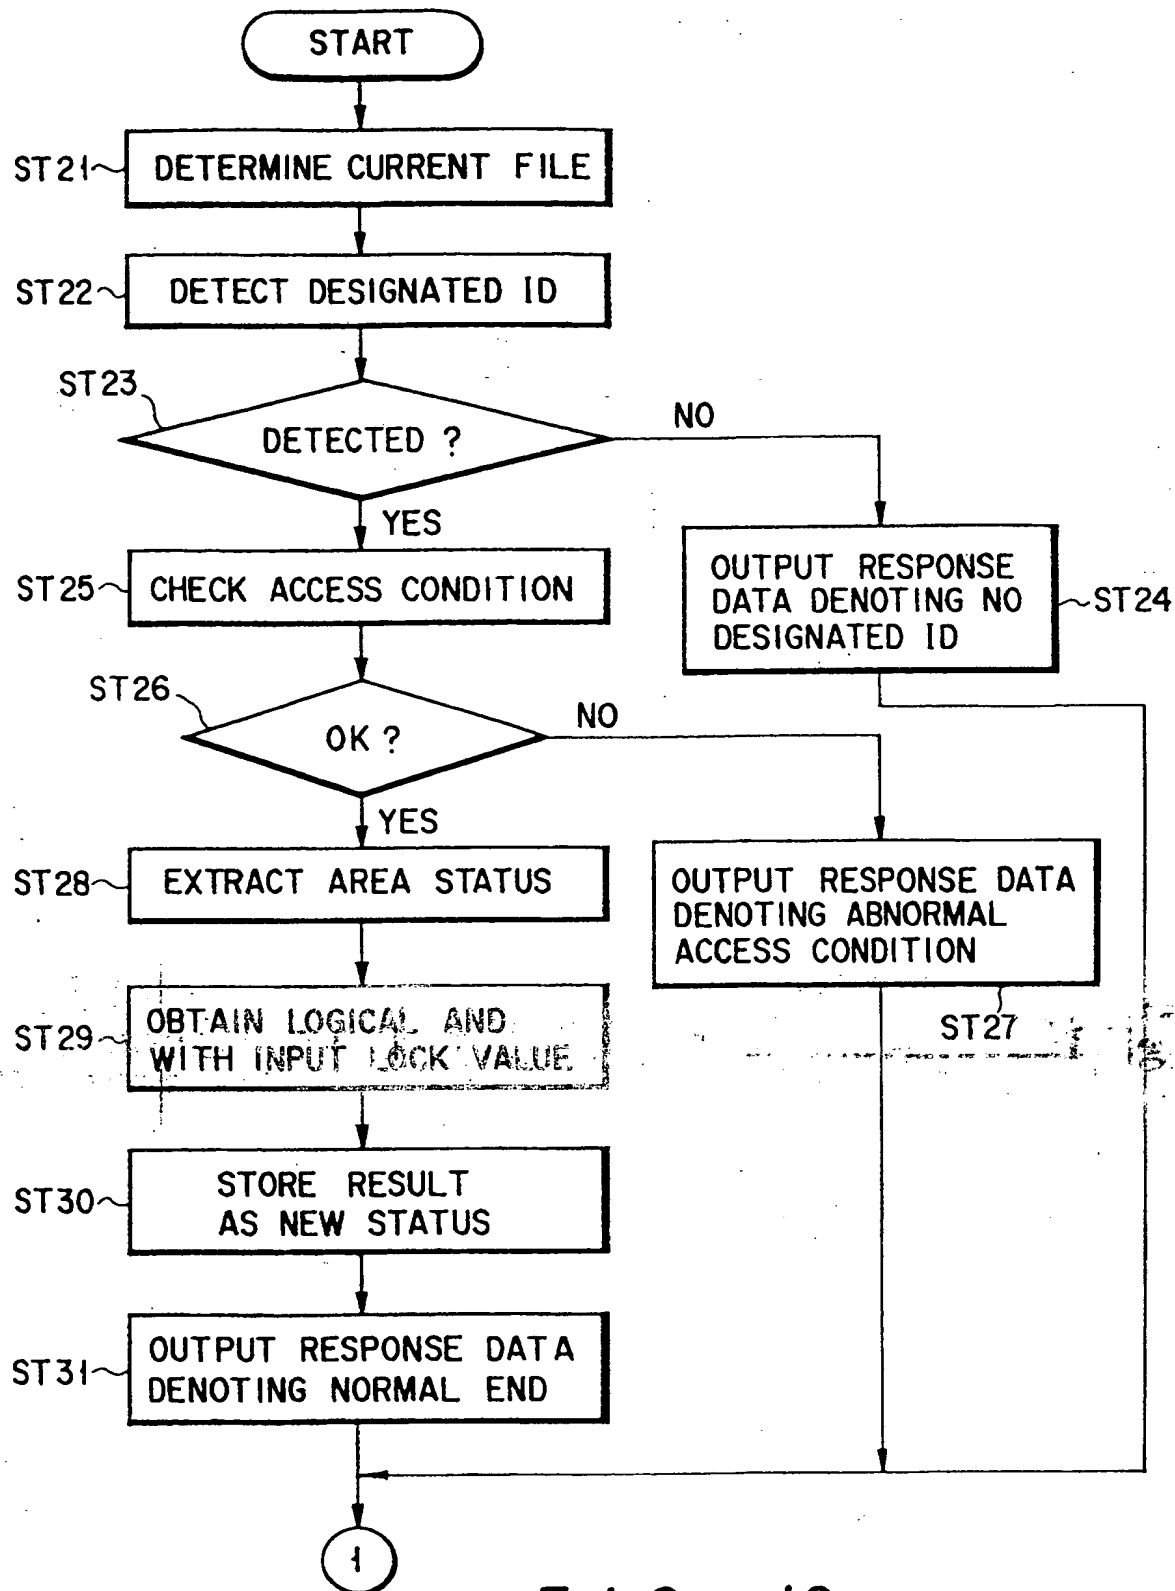 START
ST21
DETERMINE CURRENT FILE
ST22
DETECT DESIGNATED ID
ST23
DETECTED ?
NO
YES
ST25
CHECK ACCESS CONDITION
OUTPUT RESPONSE
DATA DENOTING NO
DESIGNATED ID
ST24
ST26
OK ?
NO
YES
ST28
EXTRACT AREA STATUS
OUTPUT RESPONSE DATA
DENOTING ABNORMAL
ACCESS CONDITION
ST27
ST29
OBTAIN LOGICAL AND
WITH INPUT LOCK VALUE
ST30
STORE RESULT
AS NEW STATUS
ST31
OUTPUT RESPONSE DATA
DENOTING NORMAL END
1